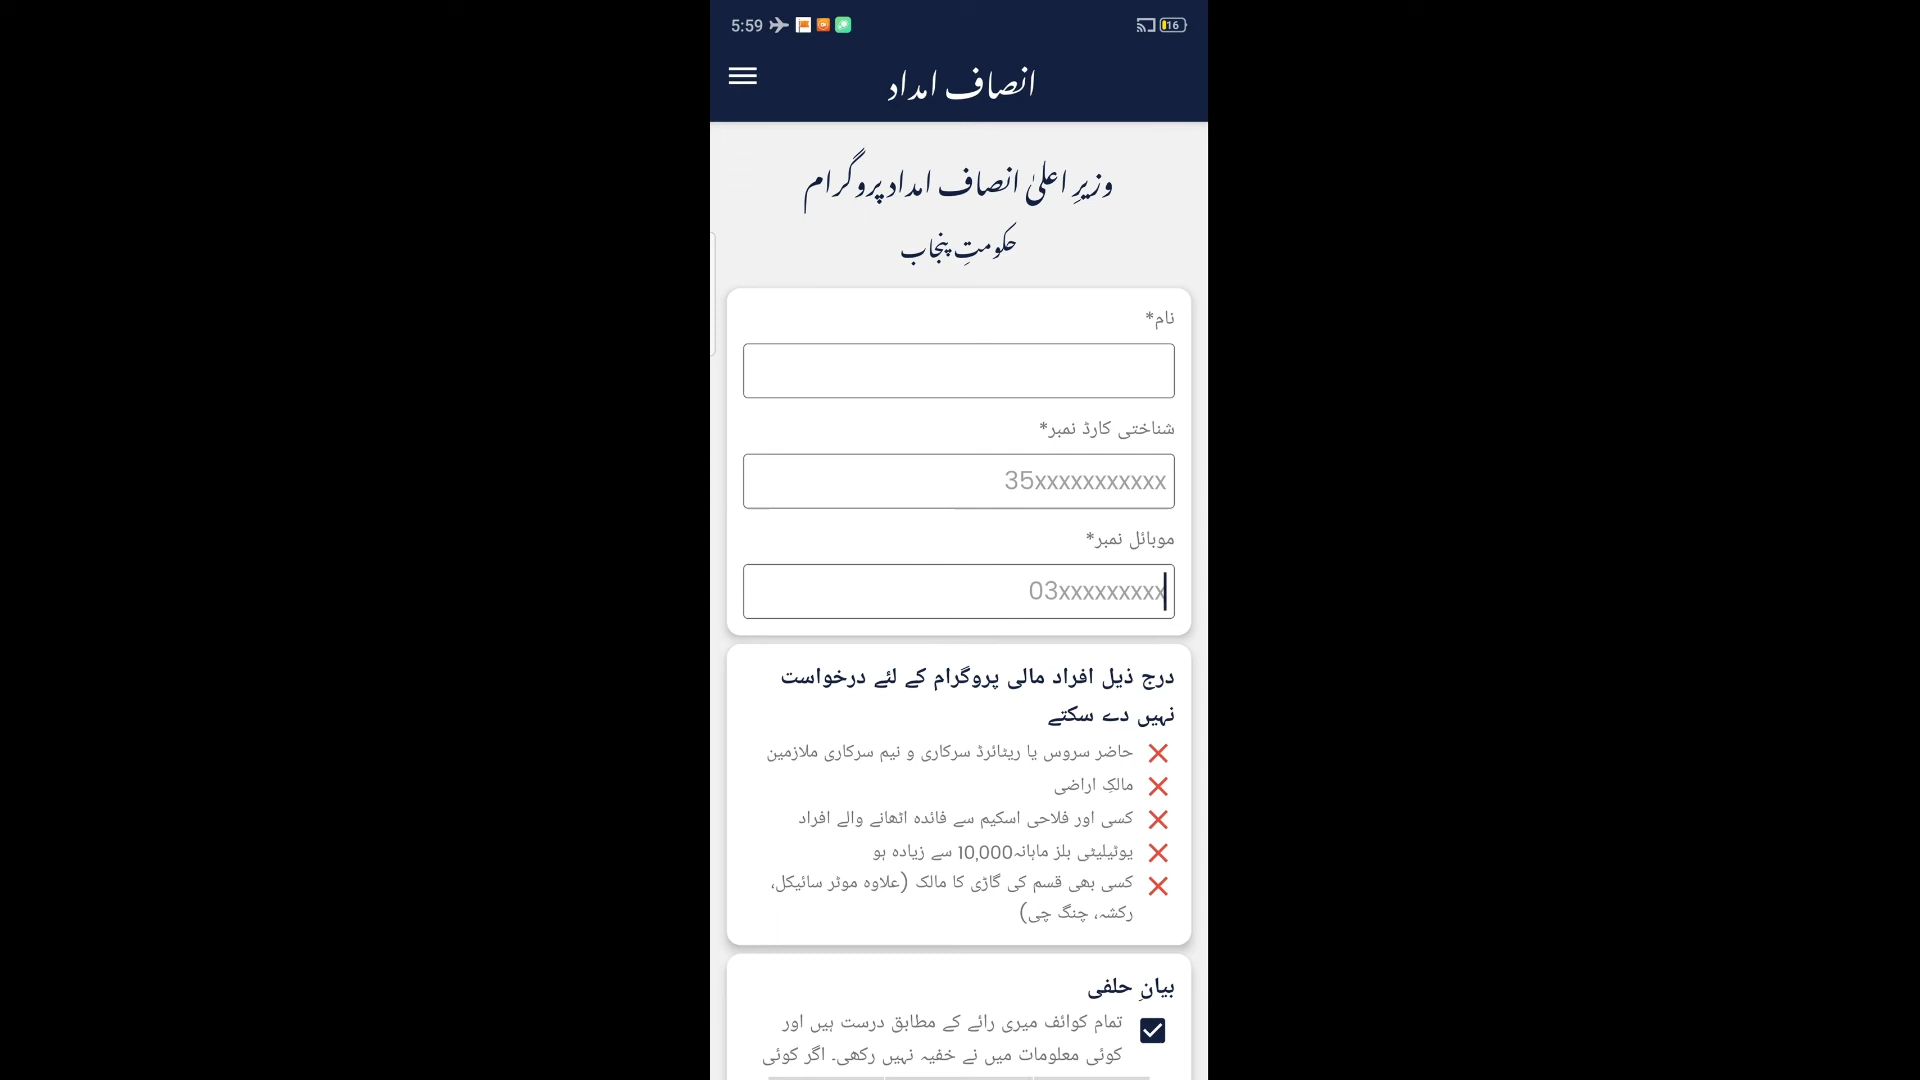 5:59
16
انصاف امداد
وزیرِ اعلیٰ انصاف امداد پروگرام
حکومتِ پنجاب
نام*
شناختی کارڈ نمبر*
35xxxxxxxxxxx
موبائل نمبر*
03xxxxxxxxx
درج ذیل افراد مالی پروگرام کے لئے درخواست
نہیں دے سکتے
حاضر سروس یا ریٹائرڈ سرکاری و نیم سرکاری ملازمین
مالکِ اراضی
کسی اور فلاحی اسکیم سے فائدہ اٹھانے والے افراد
یوٹیلیٹی بلز ماہانہ10,000 سے زیادہ ہو
کسی بھی قسم کی گاڑی کا مالک (علاوہ موٹر سائیکل،
رکشہ، چنگ چی)
بیانِ حلفی
تمام کوائف میری رائے کے مطابق درست ہیں اور
کوئی معلومات میں نے خفیہ نہیں رکھی۔ اگر کوئی